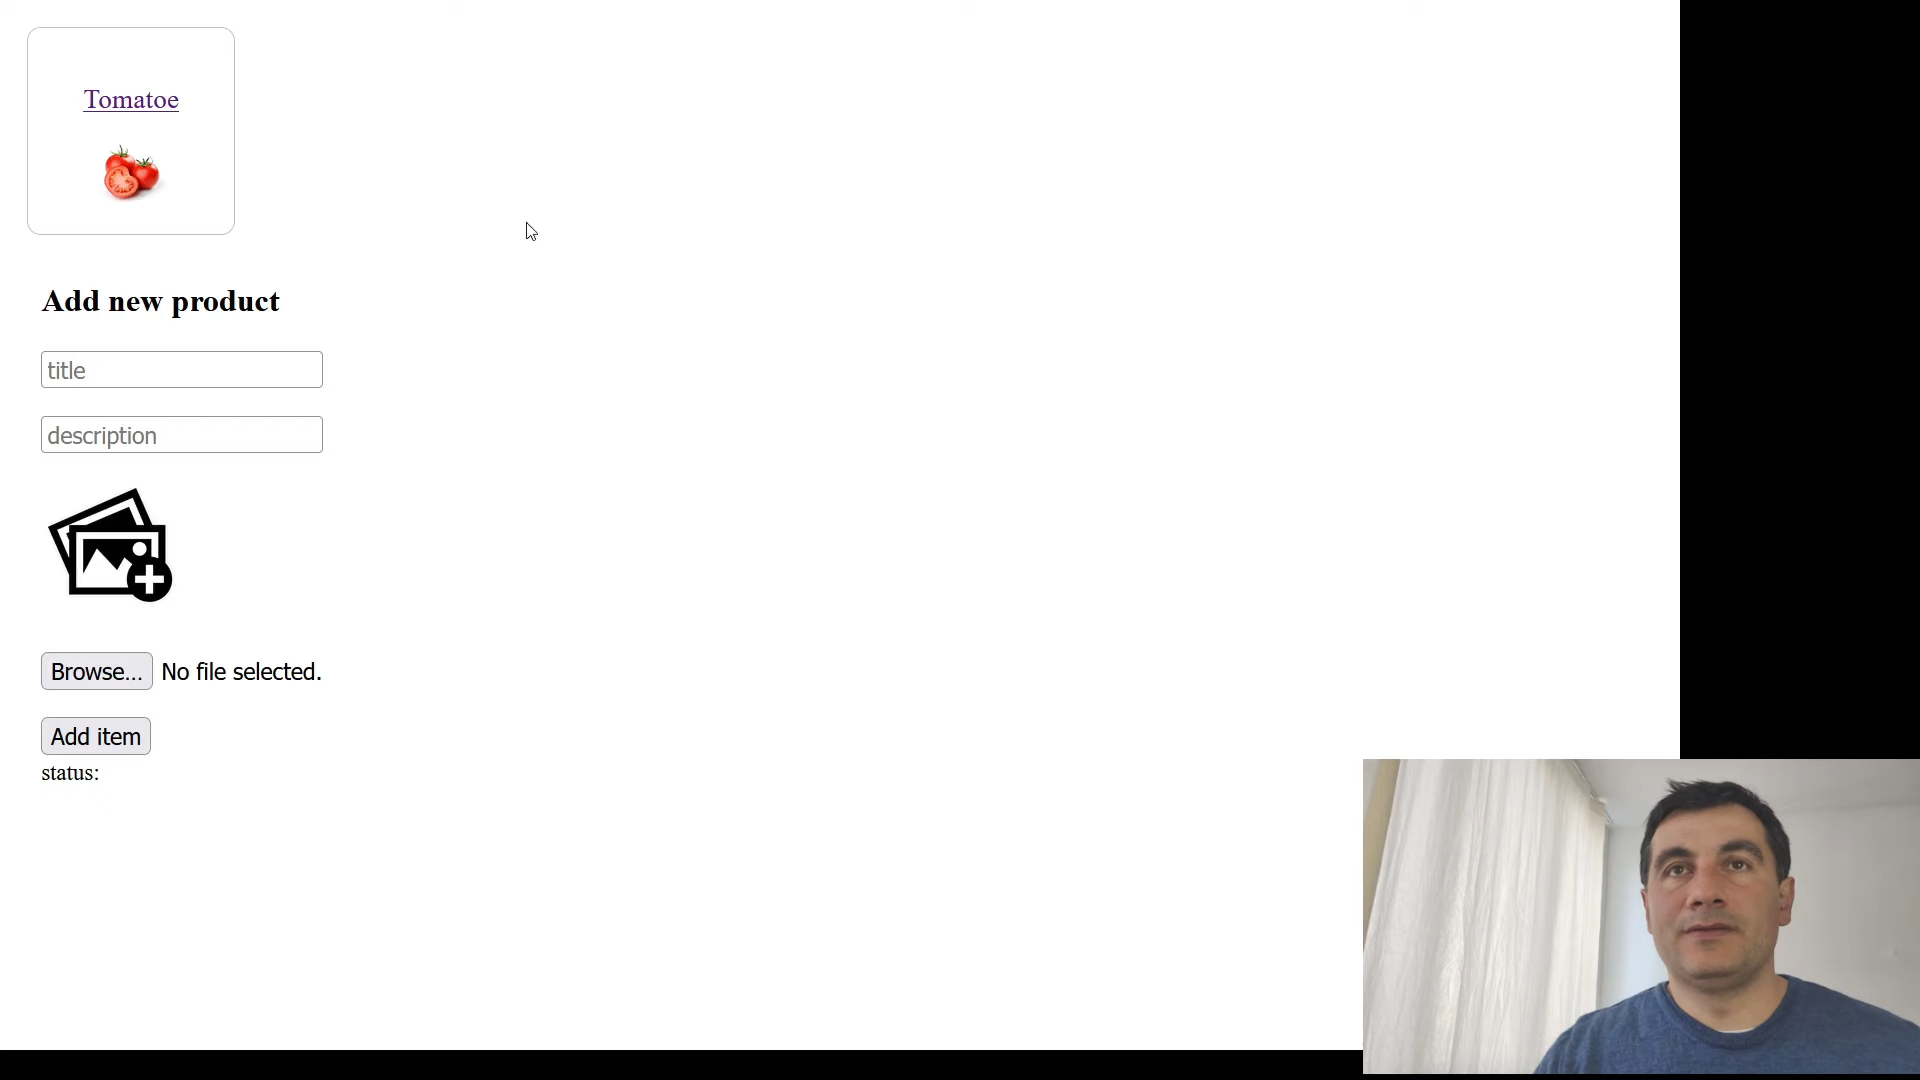 Tomatoe
Add new product
title
description
Browse... No file selected.
Add item
status: